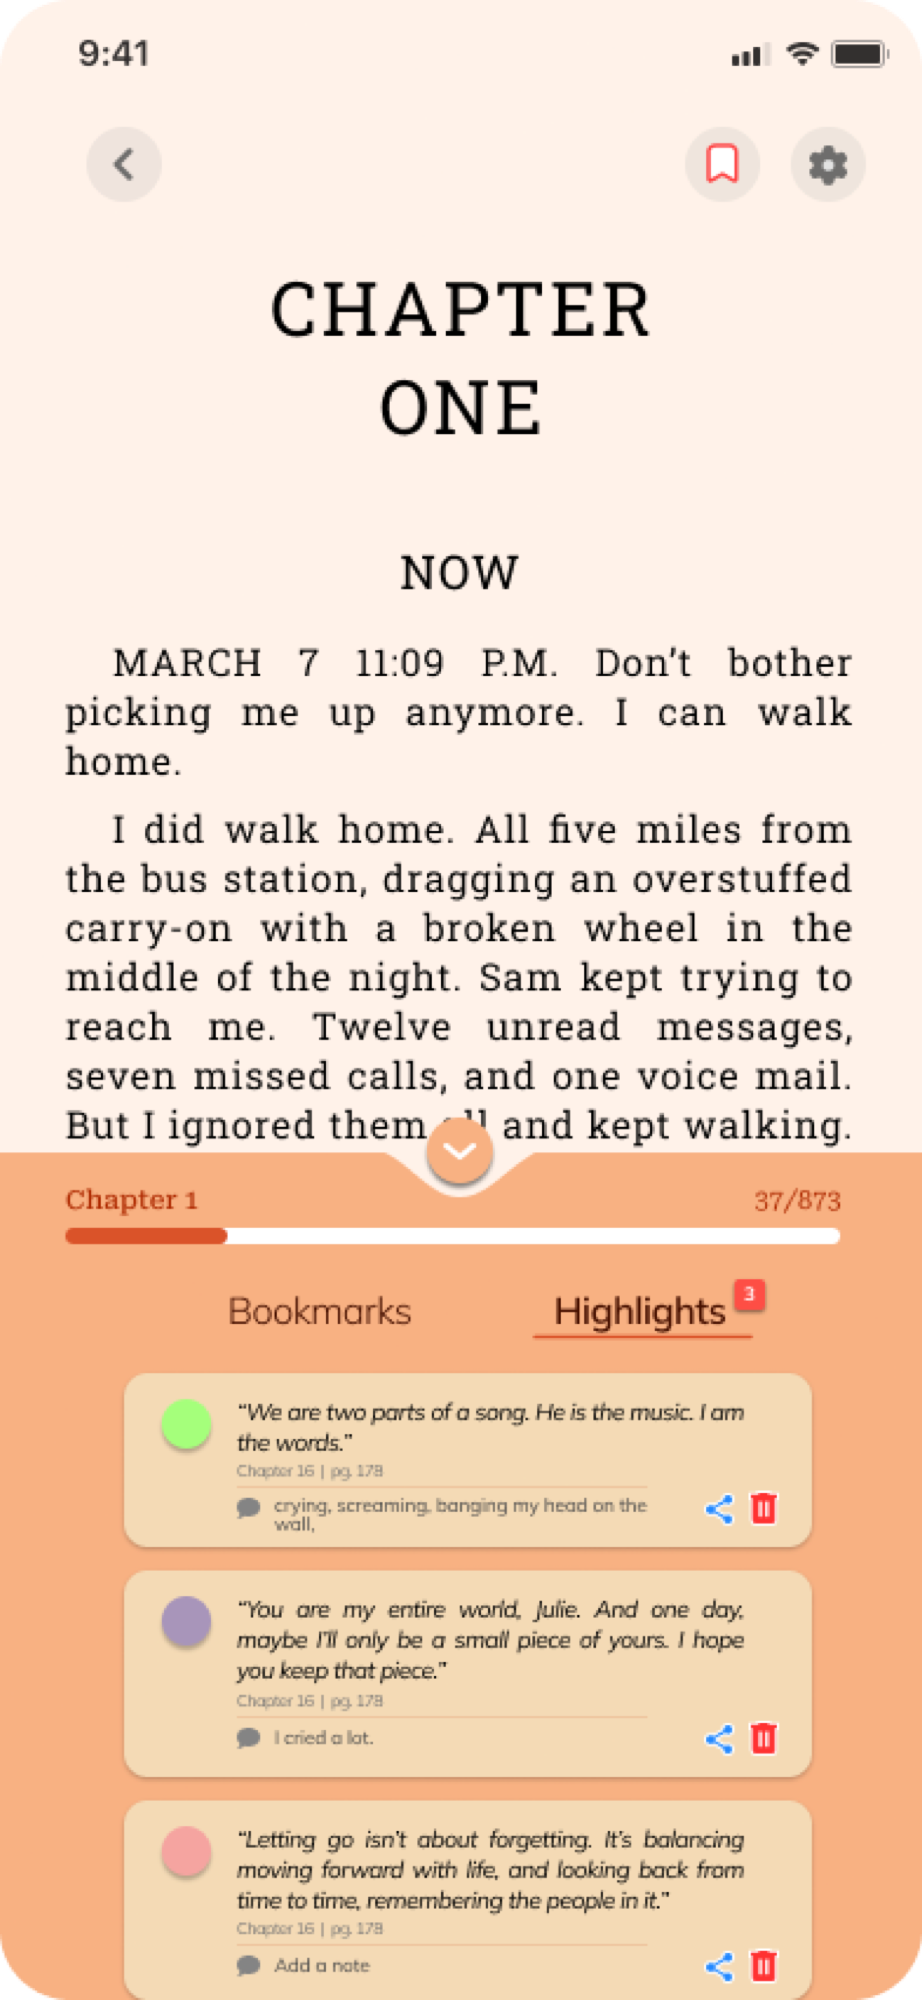 9:41
CHAPTER
ONE
NOW
MARCH 7 11:09 P.M. Don't bother
picking me up anymore. I can walk
home.
I did walk home. All five miles from
the bus station, dragging an overstuffed
carry-on with a broken wheel in the
middle of the night. Sam kept trying to
reach me. Twelve unread messages,
seven missed calls, and one voice mail.
But I ignored them all and kept walking.
Chapter 1
37/873
Bookmarks
Highlights
3
“We are two parts of a song. He is the music. I am
the words.”
Chapter 16 | pg. 178
crying, screaming, banging my head on the
wall,
“You are my entire world, Julie. And one day,
maybe I'll only be a small piece of yours. I hope
you keep that piece.”
Chapter 16 | pg. 178
I cried a lot.
“Letting go isn't about forgetting. It's balancing
moving forward with life, and looking back from
time to time, remembering the people in it.”
Chapter 16 | pg. 178
Add a note